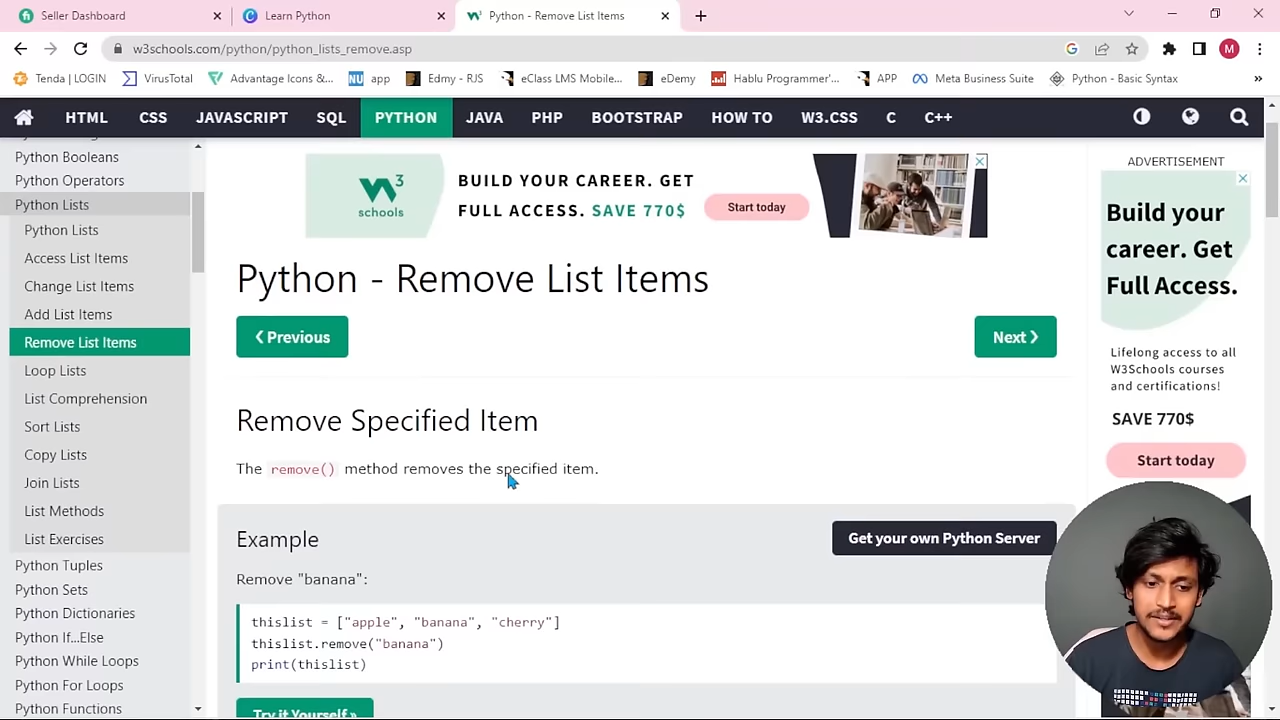 Seller Dashboard
Learn Python
Python - Remove List Items
w3schools.com/python/python_lists_remove.asp
M
Tenda | LOGIN
VirusTotal
Advantage Icons &...
NU app
Edmy - RJS
eClass LMS Mobile...
eDemy
Hablu Programmer'...
APP
Meta Business Suite
Python - Basic Syntax
HTML
CSS
JAVASCRIPT
SQL
PYTHON
JAVA
PHP
BOOTSTRAP
HOW TO
W3.CSS
C
C++
Python Booleans
Python Operators
Python Lists
Python Lists
Access List Items
Change List Items
Add List Items
Remove List Items
Loop Lists
List Comprehension
Sort Lists
Copy Lists
Join Lists
List Methods
List Exercises
Python Tuples
Python Sets
Python Dictionaries
Python If...Else
Python While Loops
Python For Loops
Python Functions
W3
schools
BUILD YOUR CAREER. GET
FULL ACCESS. SAVE 770$
Start today
Python - Remove List Items
❮ Previous
Next ❯
Remove Specified Item
The remove() method removes the specified item.
Example
Get your own Python Server
Remove "banana":
thislist = ["apple", "banana", "cherry"]
thislist.remove("banana")
print(thislist)
Try it Yourself »
ADVERTISEMENT
Build your
career. Get
Full Access.
Lifelong access to all
W3Schools courses
and certifications!
SAVE 770$
Start today